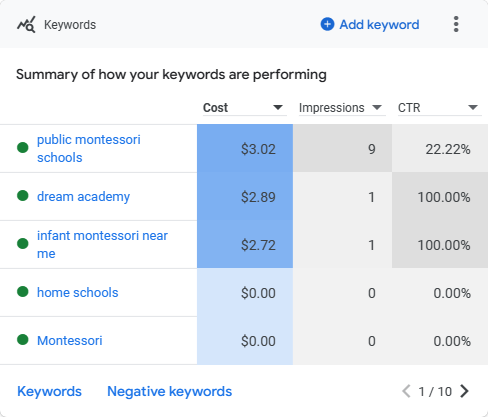 Keywords
Add keyword
Summary of how your keywords are performing
Cost Impressions CTR
public montessori
schools
$3.02 9 22.22%
dream academy $2.89 1 100.00%
infant montessori near
me
$2.72 1 100.00%
home schools $0.00 0 0.00%
Montessori $0.00 0 0.00%
Keywords Negative keywords 1 / 10